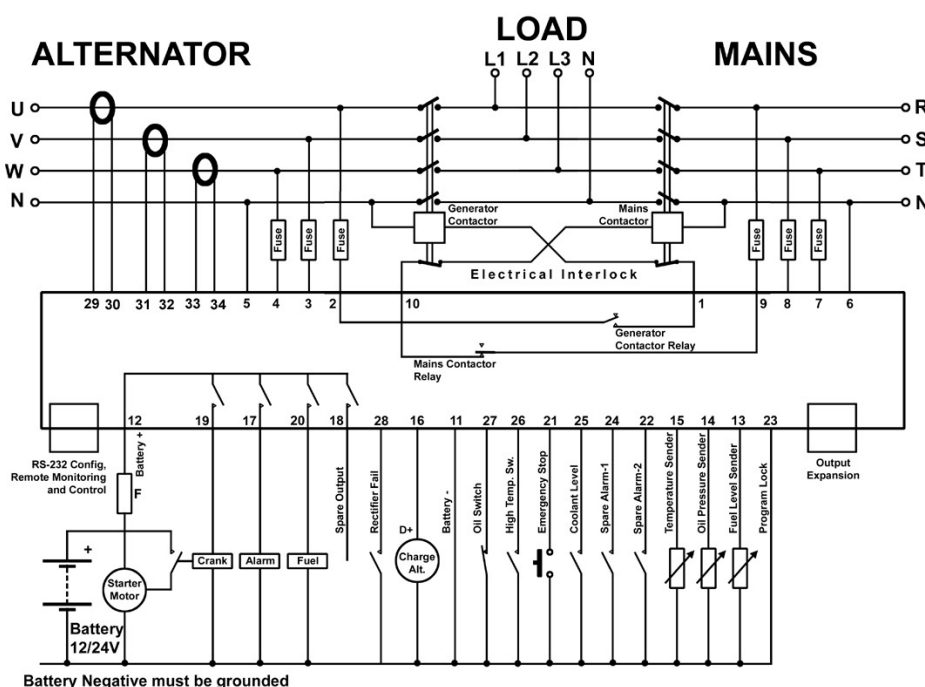 ALTERNATOR
LOAD
MAINS
L1 L2 L3 N
U
V
W
N
R
S
T
N
Fuse
Fuse
Fuse
Generator
Contactor
Mains
Contactor
Fuse
Fuse
Fuse
Electrical Interlock
29 30 31 32 33 34 5 4 3 2 10 1 9 8 7 6
Generator
Contactor Relay
Mains Contactor
Relay
12 19 17 20 18 28 16 11 27 26 21 25 24 22 15 14 13 23
RS-232 Config,
Remote Monitoring
and Control
Output
Expansion
Battery +
F
Spare Output
Rectifier Fail
D+
Charge
Alt.
Battery -
Oil Switch
High Temp. Sw.
Emergency Stop
Coolant Level
Spare Alarm-1
Spare Alarm-2
Temperature Sender
Oil Pressure Sender
Fuel Level Sender
Program Lock
+
Starter
Motor
Crank
Alarm
Fuel
Battery
12/24V
Battery Negative must be grounded